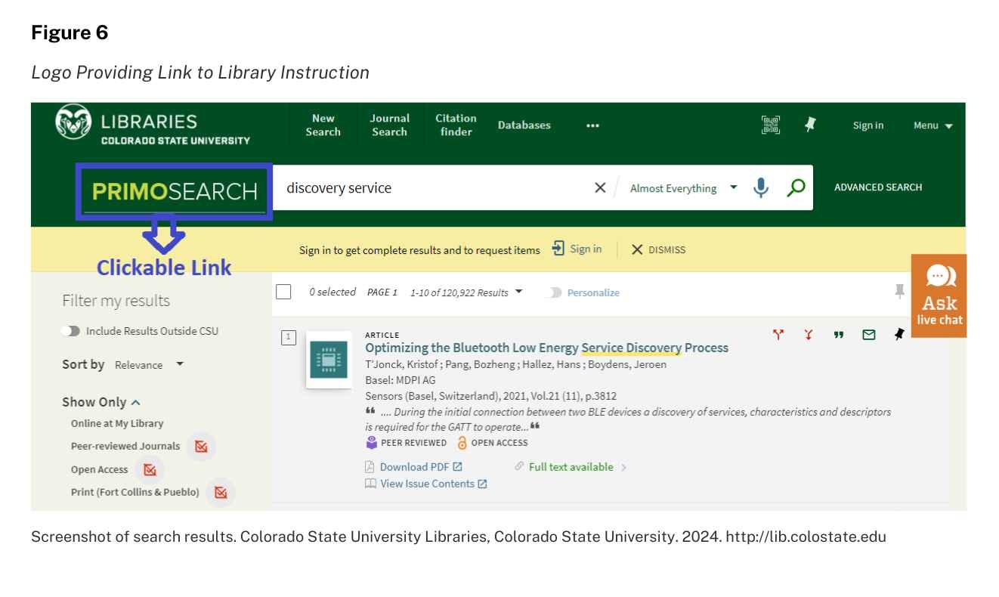 Figure 6
Logo Providing Link to Library Instruction
LIBRARIES
COLORADO STATE UNIVERSITY
New Search
Journal Search
Citation finder
Databases
•••
Sign in
Menu
PRIMOSEARCH
discovery service
Almost Everything
ADVANCED SEARCH
Sign in to get complete results and to request items
Sign in
DISMISS
Clickable Link
Ask
live chat
Filter my results
Include Results Outside CSU
Sort by Relevance
Show Only
Online at My Library
Peer-reviewed Journals
Open Access
Print (Fort Collins & Pueblo)
0 selected PAGE 1 1-10 of 120,922 Results
Personalize
1
ARTICLE
Optimizing the Bluetooth Low Energy Service Discovery Process
T'Jonck, Kristof ; Pang, Bozheng ; Hallez, Hans ; Boydens, Jeroen
Basel: MDPI AG
Sensors (Basel, Switzerland), 2021, Vol.21 (11), p.3812
❝ .... During the initial connection between two BLE devices a discovery of services, characteristics and descriptors
is required for the GATT to operate...❝
PEER REVIEWED OPEN ACCESS
Download PDF
Full text available
View Issue Contents
Screenshot of search results. Colorado State University Libraries, Colorado State University. 2024. http://lib.colostate.edu